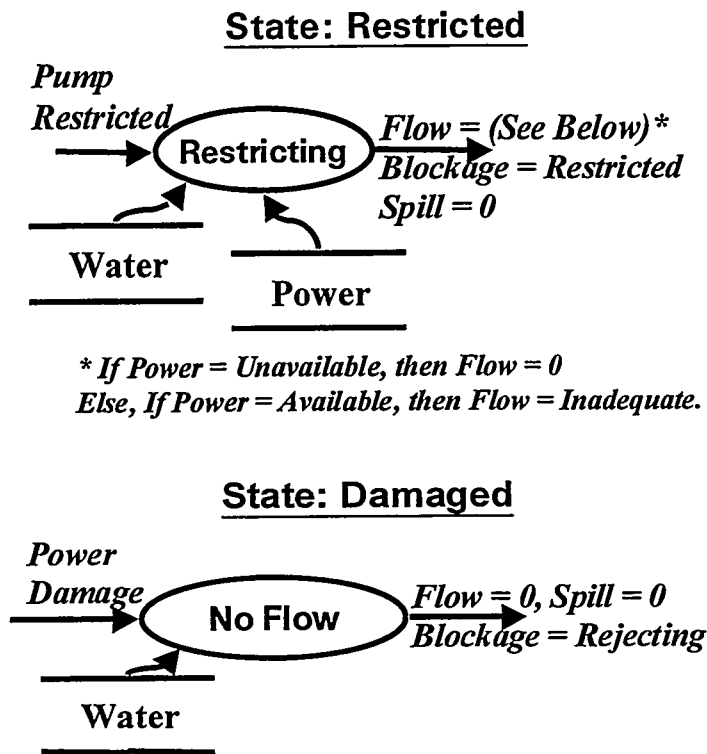 State: Restricted
Pump
Restricted
Restricting
Flow = (See Below)*
Blockage = Restricted
Spill = 0
Water
Power
* If Power = Unavailable, then Flow = 0
Else, If Power = Available, then Flow = Inadequate.
State: Damaged
Power
Damage
No Flow
Flow = 0, Spill = 0
Blockage = Rejecting
Water